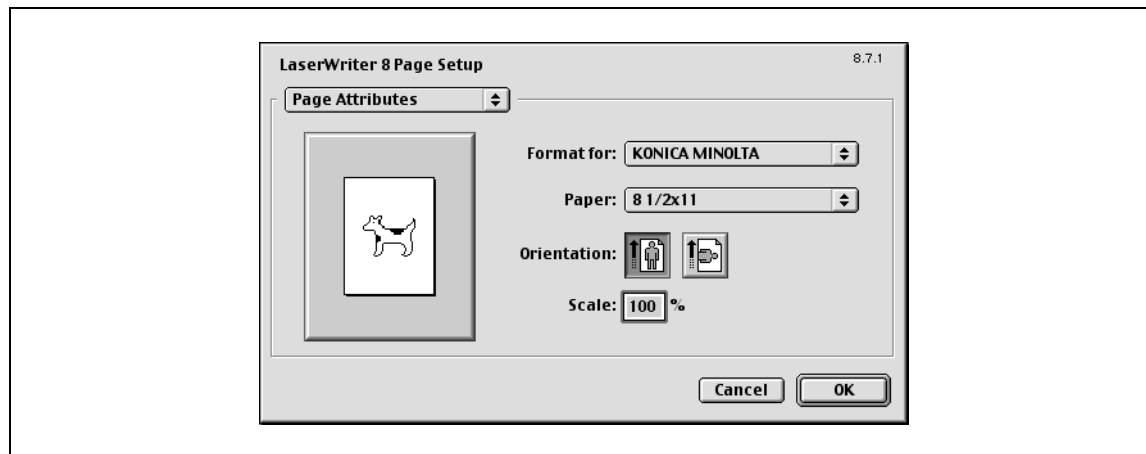 LaserWriter 8 Page Setup
8.7.1
Page Attributes
Format for: KONICA MINOLTA
Paper: 8 1/2x11
Orientation:
Scale: 100 %
Cancel OK